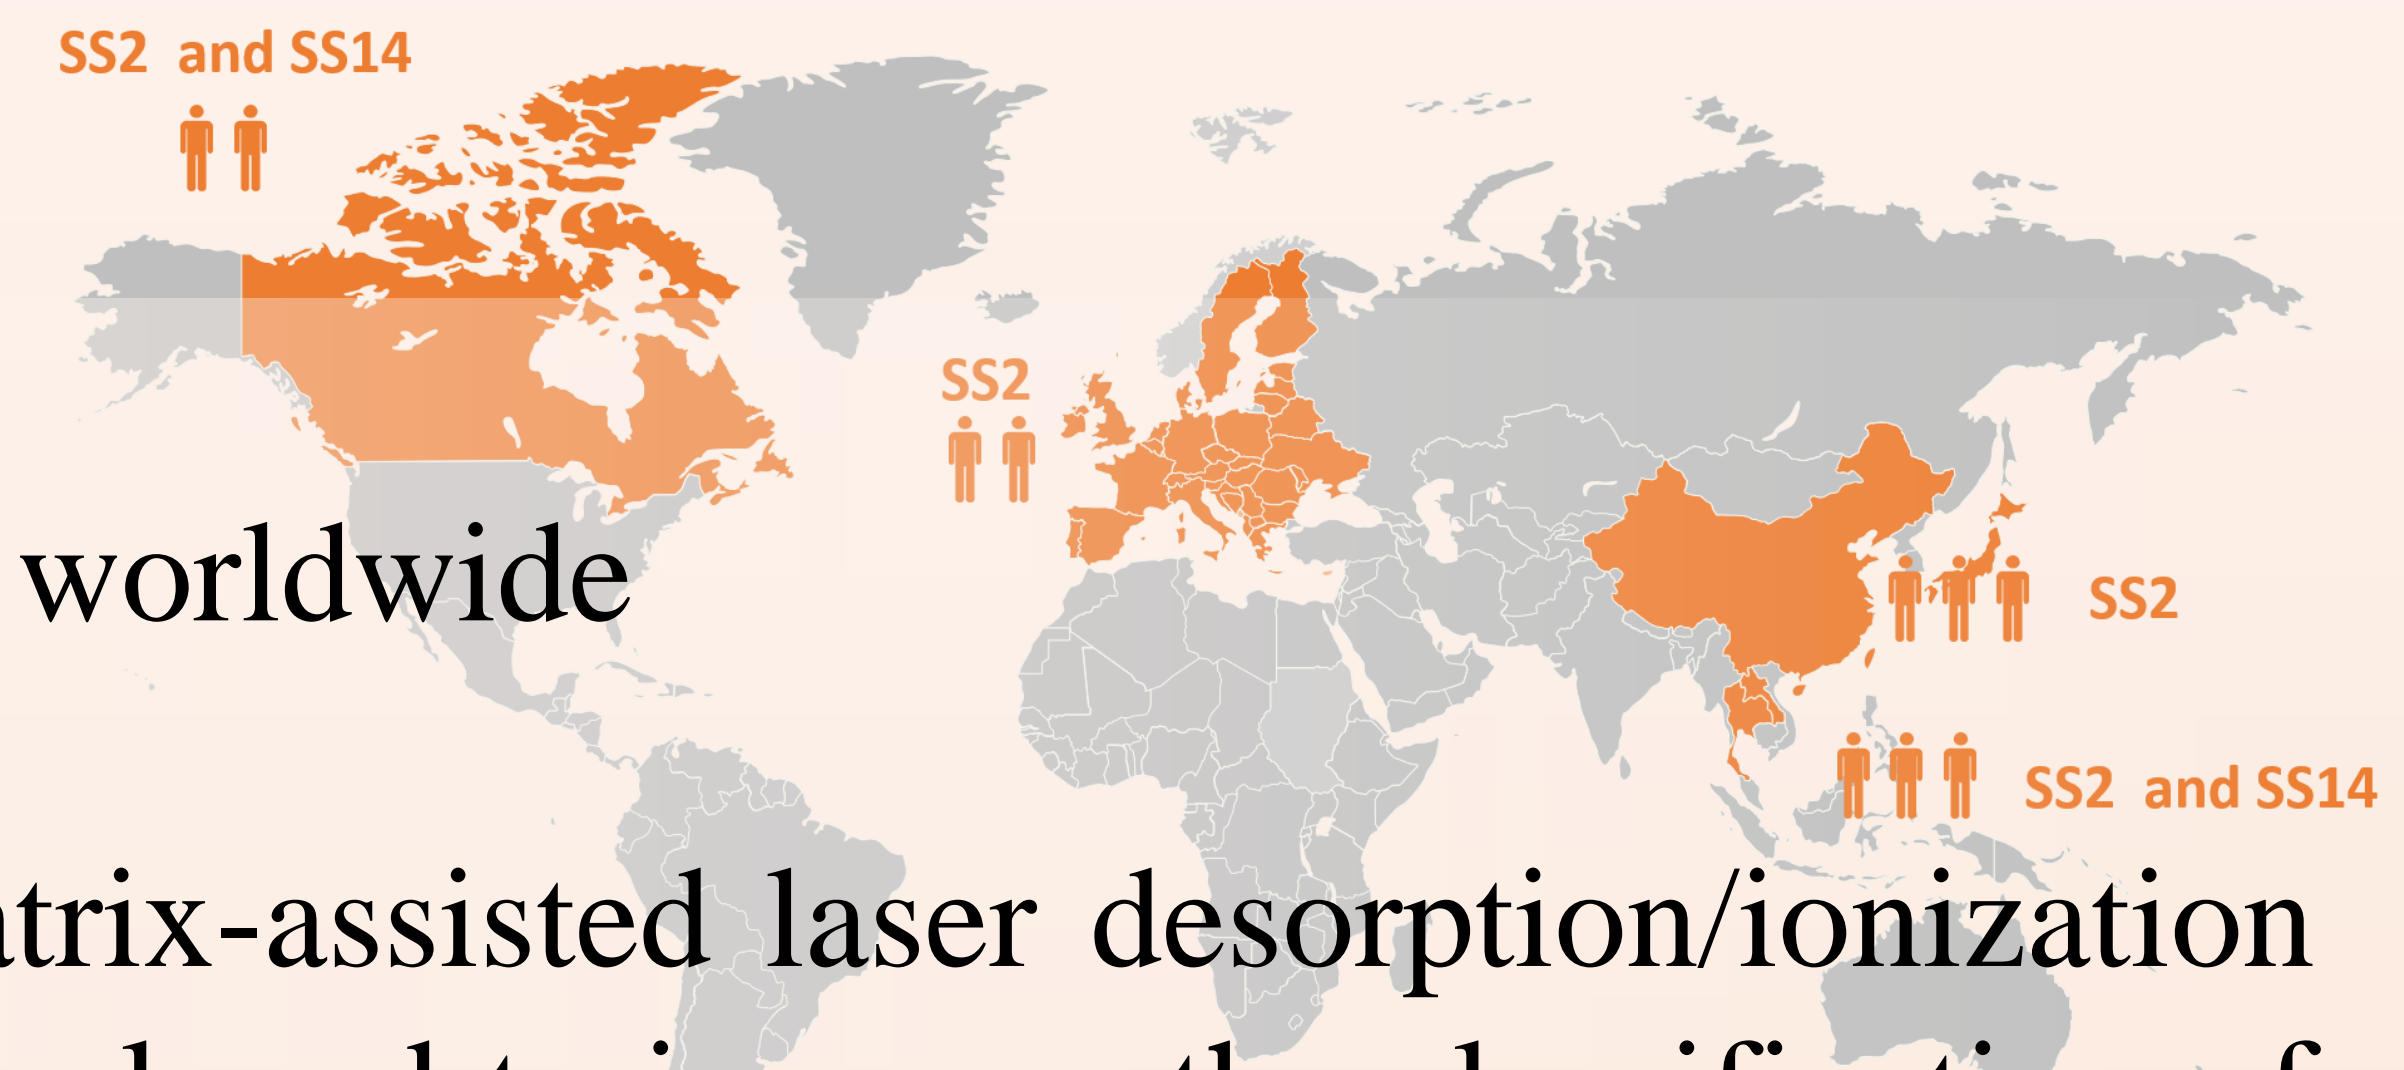 SS2 and SS14
SS2
worldwide
SS2
SS2 and SS14
atrix-assisted laser desorption/ionization